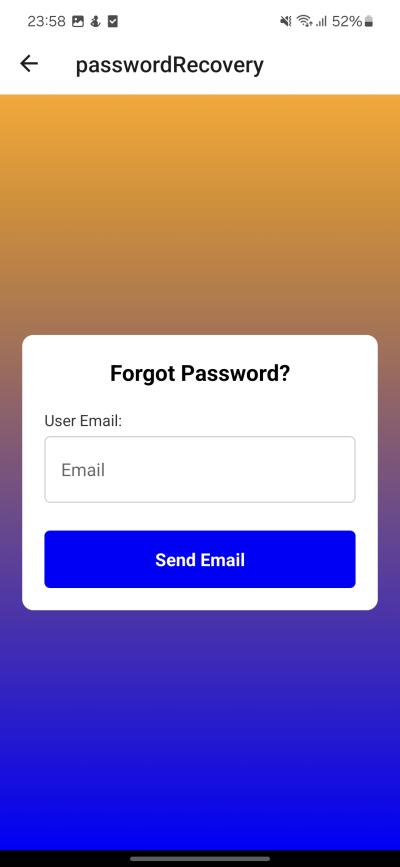 23:58 52%
passwordRecovery
Forgot Password?
User Email:
Email
Send Email